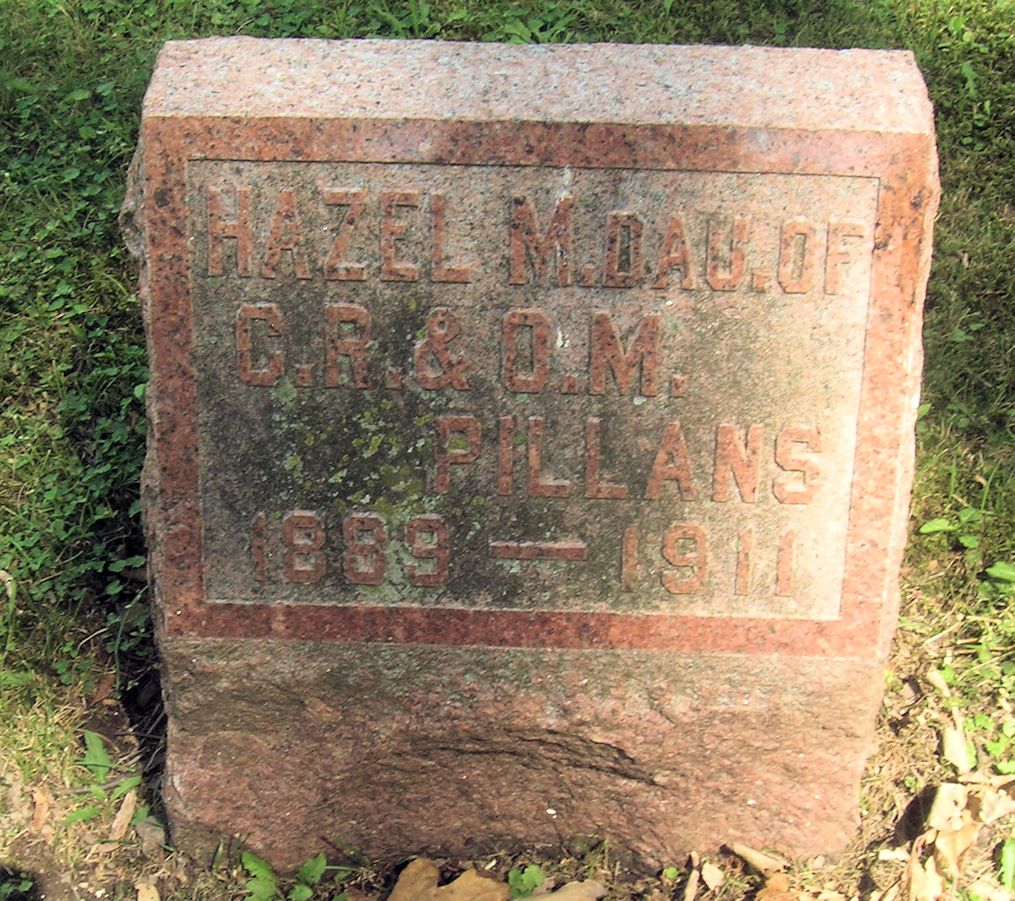 HAZEL M. DAU. OF
C. R. & O. M.
PILLANS
1889 — 1911